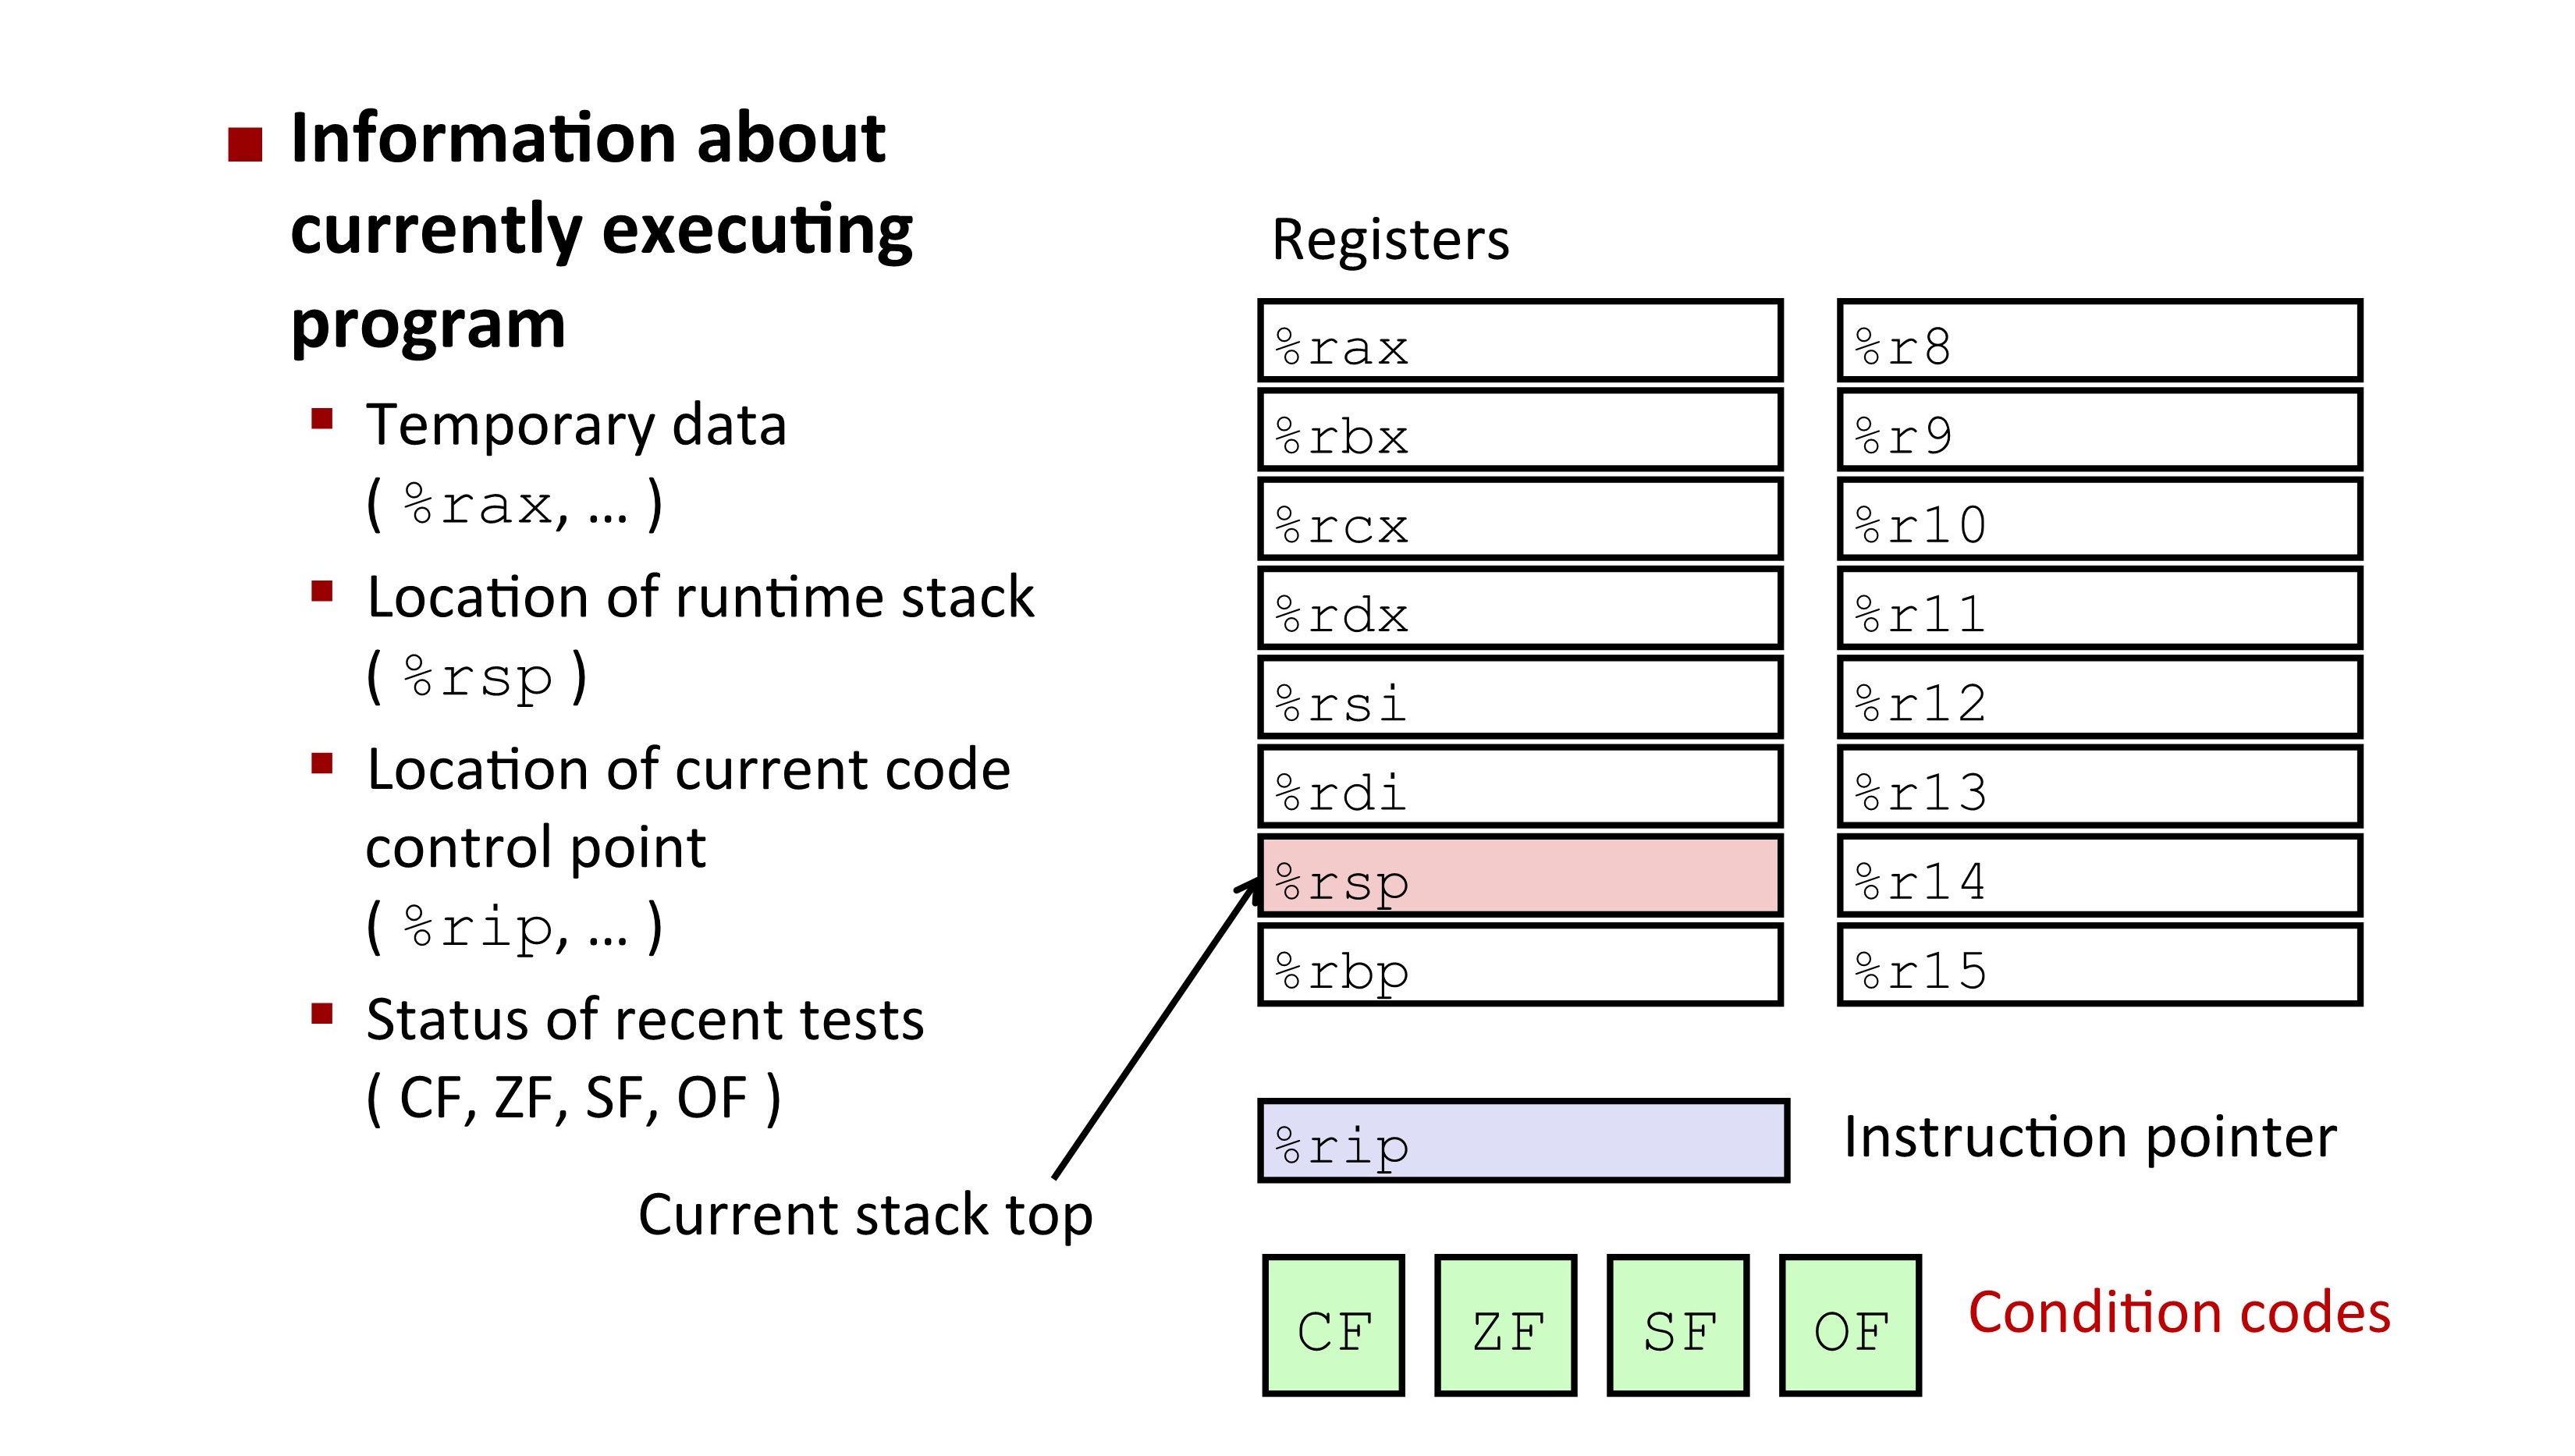 Information about
currently executing
program
Temporary data
( %rax, … )
Location of runtime stack
( %rsp )
Location of current code
control point
( %rip, … )
Status of recent tests
( CF, ZF, SF, OF )
Current stack top
Registers
%rax
%rbx
%rcx
%rdx
%rsi
%rdi
%rsp
%rbp
%r8
%r9
%r10
%r11
%r12
%r13
%r14
%r15
%rip
Instruction pointer
CF ZF SF OF
Condition codes